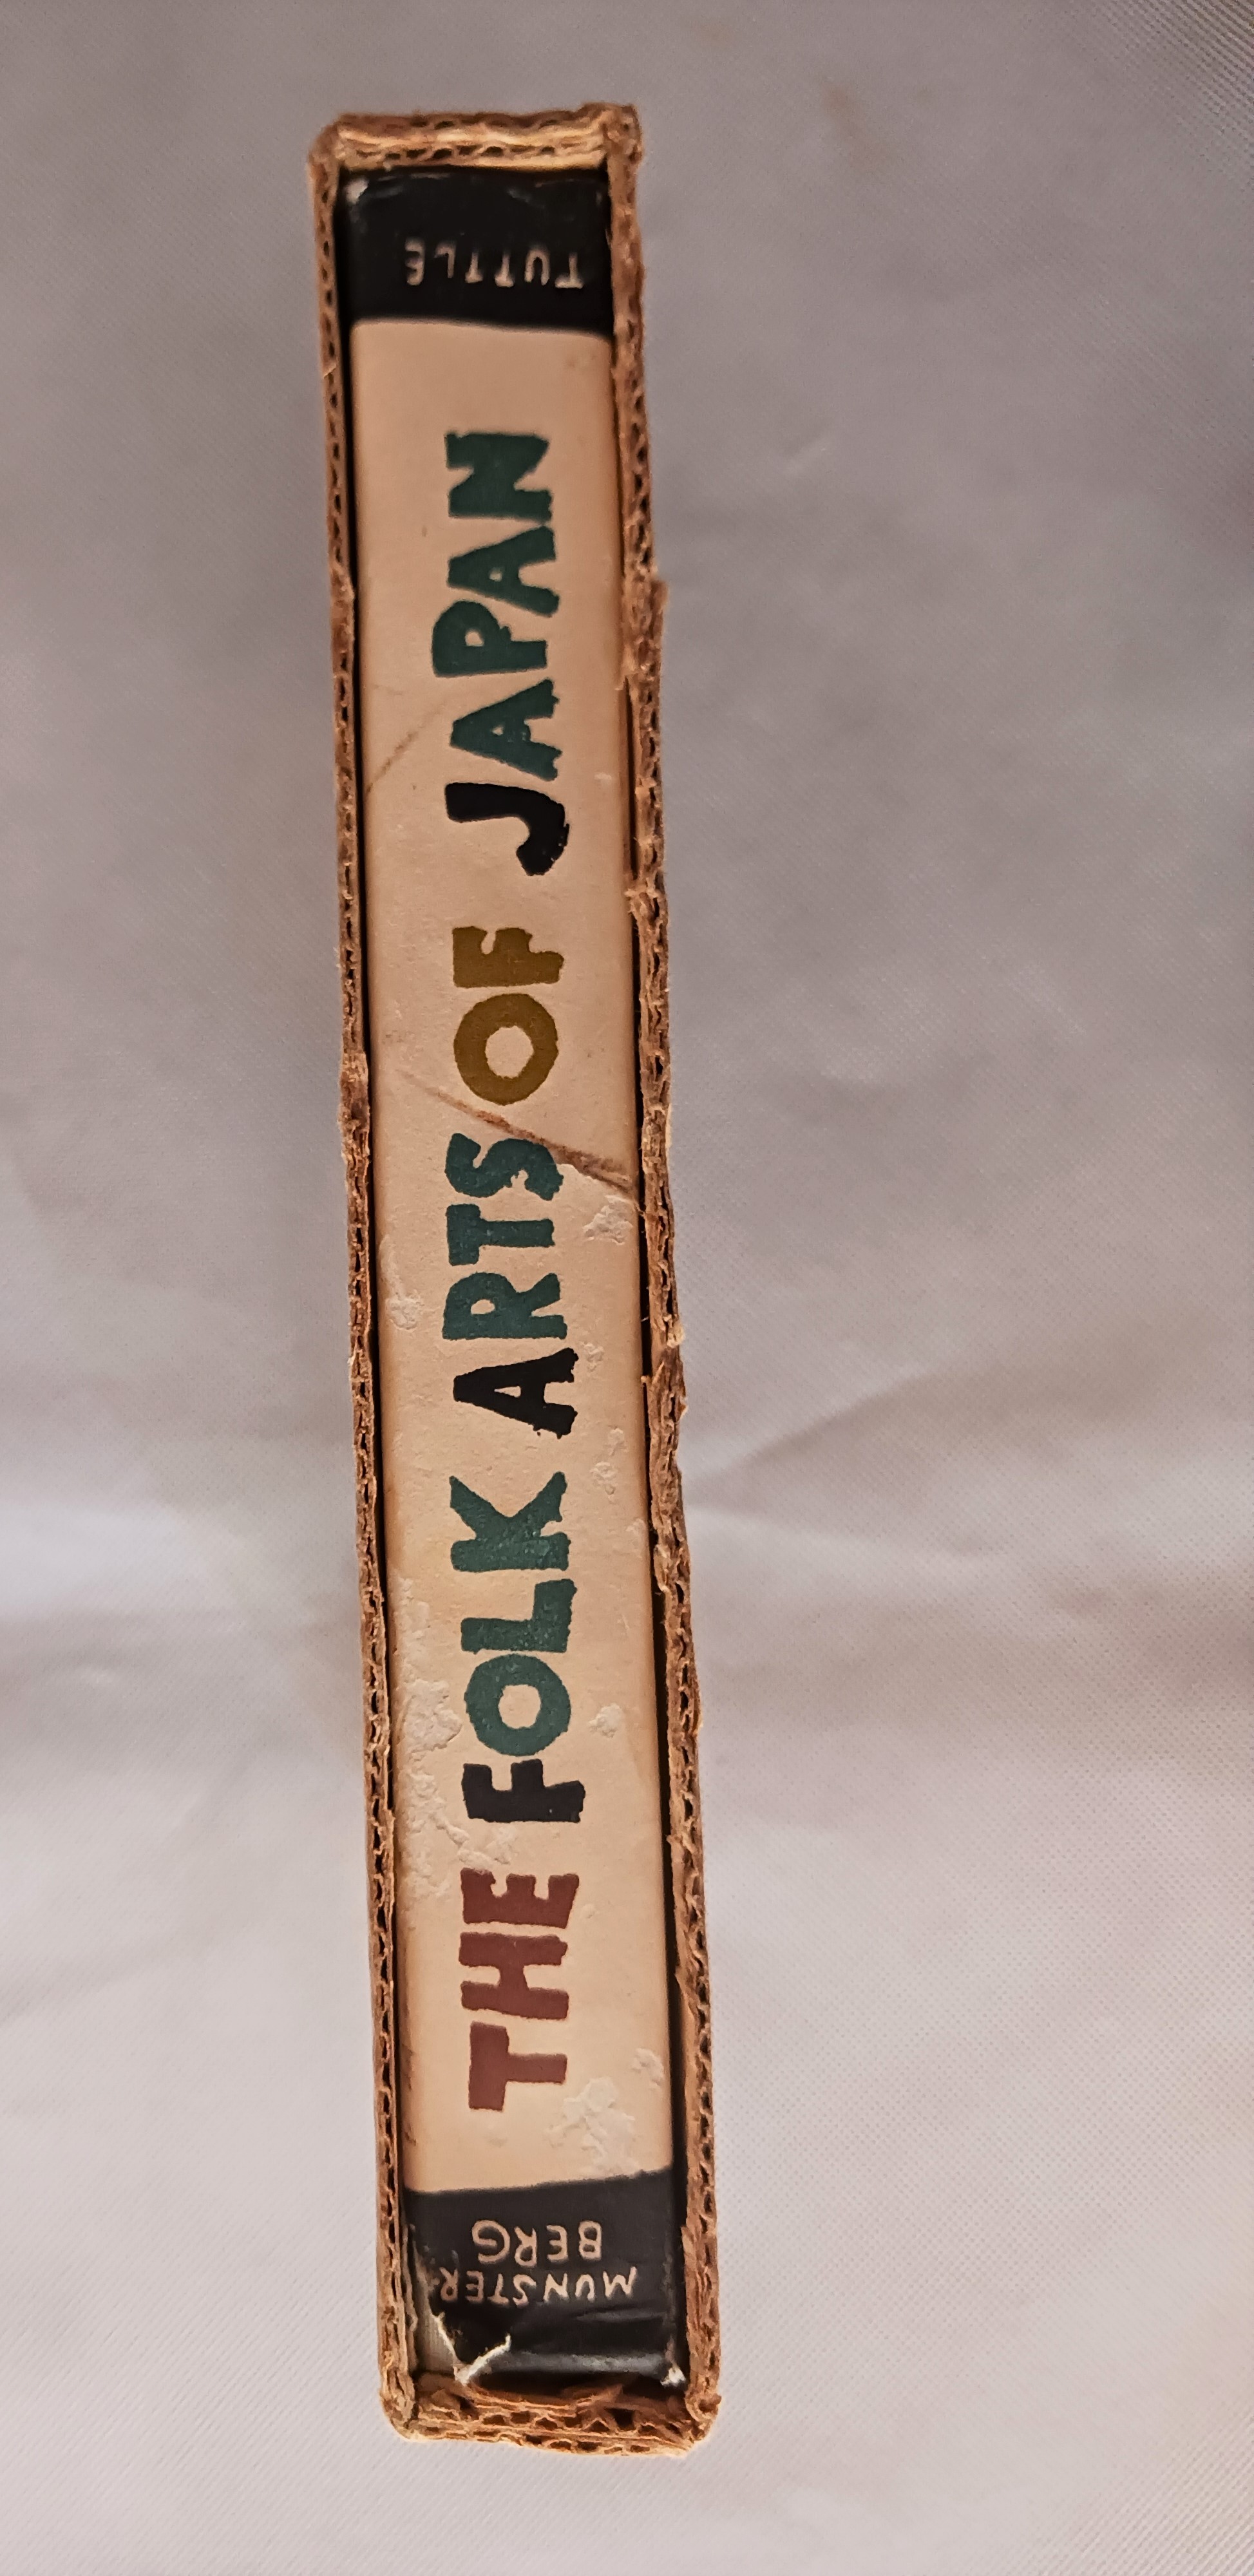 MUNSTER
BERG
THE FOLK ARTS OF JAPAN
TUTTLE